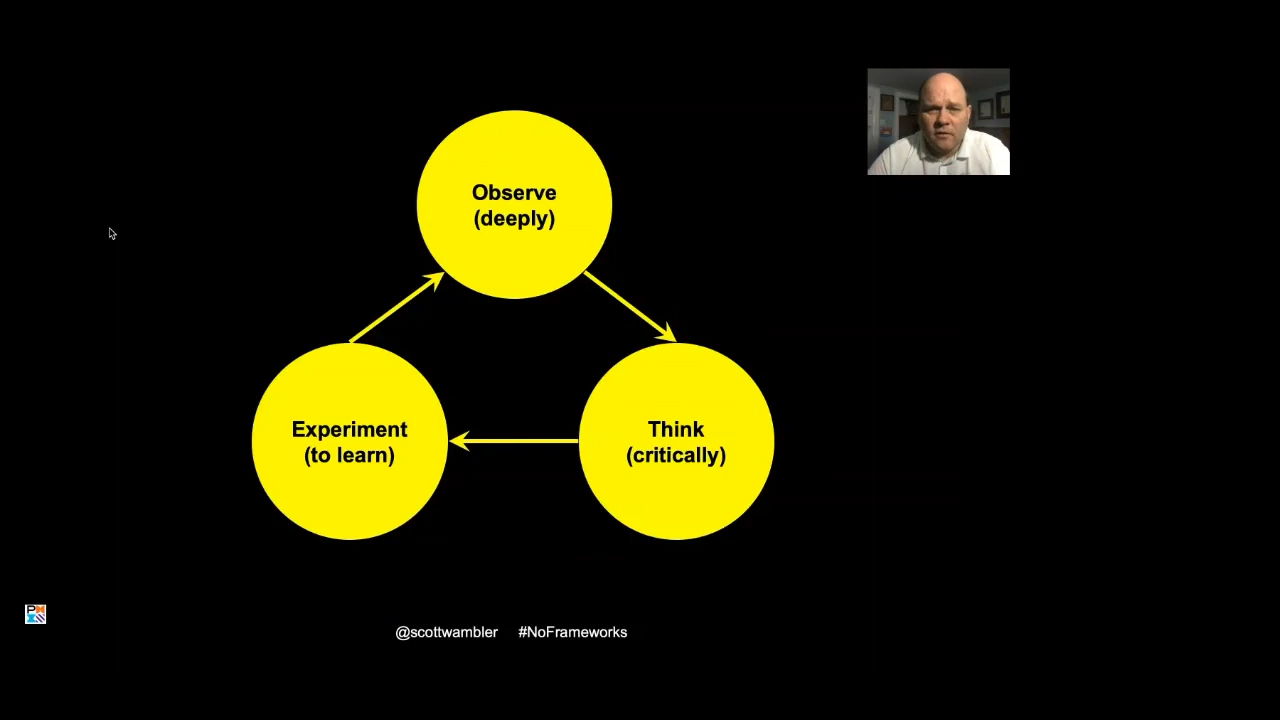 Observe
(deeply)
Experiment
(to learn)
Think
(critically)
@scottwambler #NoFrameworks